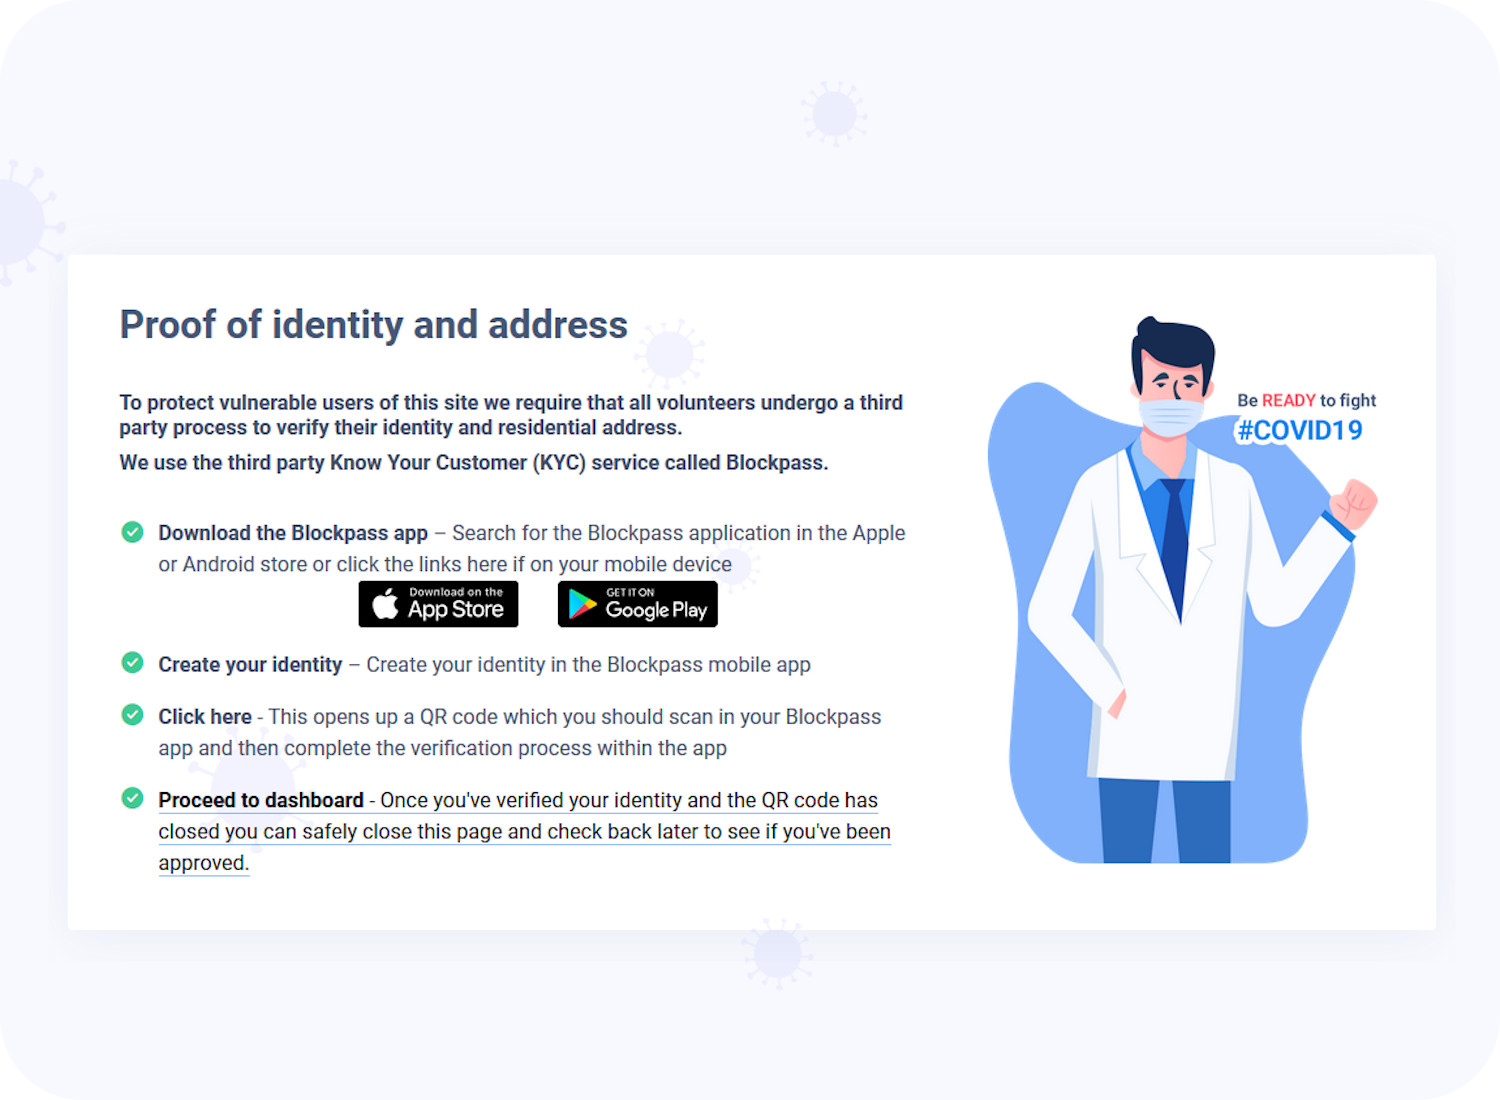 Proof of identity and address
To protect vulnerable users of this site we require that all volunteers undergo a third
party process to verify their identity and residential address.
We use the third party Know Your Customer (KYC) service called Blockpass.
Download the Blockpass app – Search for the Blockpass application in the Apple
or Android store or click the links here if on your mobile device
Download on the
App Store
GET IT ON
Google Play
Create your identity – Create your identity in the Blockpass mobile app
Click here - This opens up a QR code which you should scan in your Blockpass
app and then complete the verification process within the app
Proceed to dashboard - Once you've verified your identity and the QR code has
closed you can safely close this page and check back later to see if you've been
approved.
Be READY to fight
#COVID19